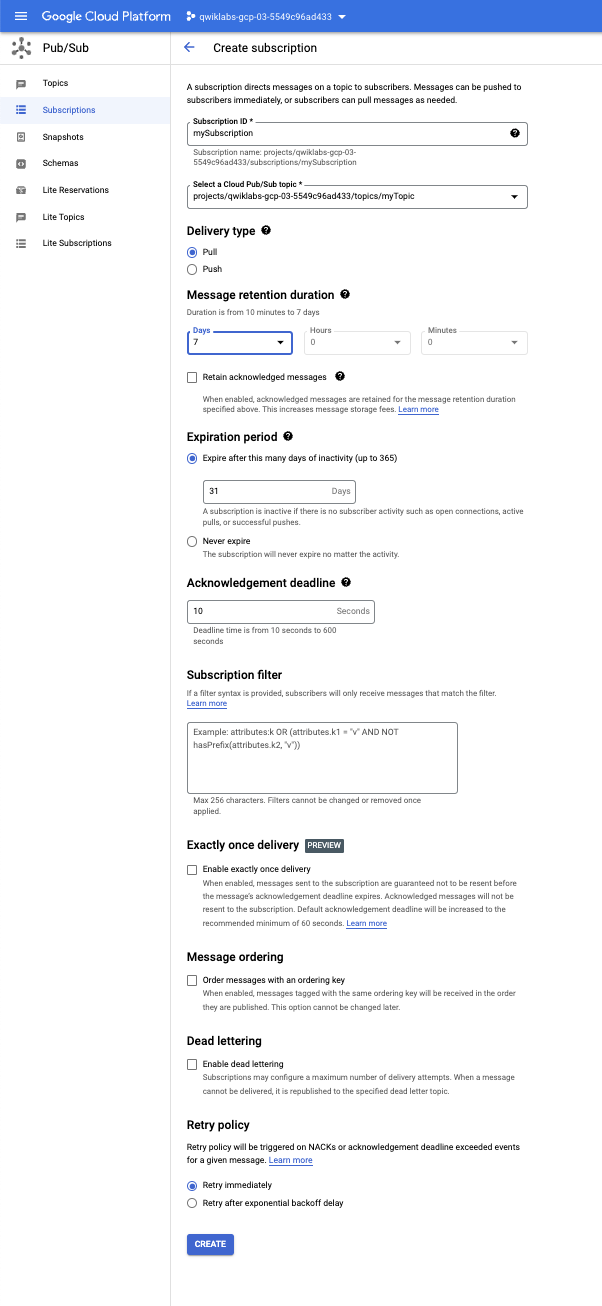 Google Cloud Platform
qwiklabs-gcp-03-5549c96ad433
Pub/Sub
Create subscription
Topics
Subscriptions
Snapshots
Schemas
Lite Reservations
Lite Topics
Lite Subscriptions
A subscription directs messages on a topic to subscribers. Messages can be pushed to
subscribers immediately, or subscribers can pull messages as needed.
Subscription ID *
mySubscription
Subscription name: projects/qwiklabs-gcp-03-
5549c96ad433/subscriptions/mySubscription
Select a Cloud Pub/Sub topic *
projects/qwiklabs-gcp-03-5549c96ad433/topics/myTopic
Delivery type
Pull
Push
Message retention duration
Duration is from 10 minutes to 7 days
Days
7
Hours
0
Minutes
0
Retain acknowledged messages
When enabled, acknowledged messages are retained for the message retention duration
specified above. This increases message storage fees. Learn more
Expiration period
Expire after this many days of inactivity (up to 365)
31 Days
A subscription is inactive if there is no subscriber activity such as open connections, active
pulls, or successful pushes.
Never expire
The subscription will never expire no matter the activity.
Acknowledgement deadline
10 Seconds
Deadline time is from 10 seconds to 600
seconds
Subscription filter
If a filter syntax is provided, subscribers will only receive messages that match the filter.
Learn more
Example: attributes:k OR (attributes.k1 = "v" AND NOT
hasPrefix(attributes.k2, "v"))
Max 256 characters. Filters cannot be changed or removed once
applied.
Exactly once delivery PREVIEW
Enable exactly once delivery
When enabled, messages sent to the subscription are guaranteed not to be resent before
the message's acknowledgement deadline expires. Acknowledged messages will not be
resent to the subscription. Default acknowledgement deadline will be increased to the
recommended minimum of 60 seconds. Learn more
Message ordering
Order messages with an ordering key
When enabled, messages tagged with the same ordering key will be received in the order
they are published. This option cannot be changed later.
Dead lettering
Enable dead lettering
Subscriptions may configure a maximum number of delivery attempts. When a message
cannot be delivered, it is republished to the specified dead letter topic.
Retry policy
Retry policy will be triggered on NACKs or acknowledgement deadline exceeded events
for a given message. Learn more
Retry immediately
Retry after exponential backoff delay
CREATE